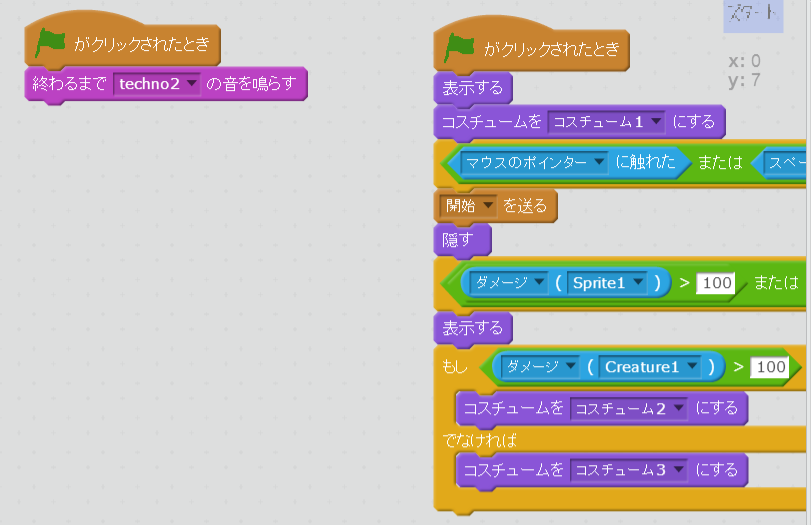 がクリックされたとき
終わるまで techno2 の音を鳴らす
スタート
x: 0
y: 7
がクリックされたとき
表示する
コスチュームを コスチューム1 にする
マウスのポインター に触れた または スペー
開始 を送る
隠す
ダメージ ( Sprite1 ) > 100 または
表示する
もし ダメージ ( Creature1 ) > 100
コスチュームを コスチューム2 にする
でなければ
コスチュームを コスチューム3 にする